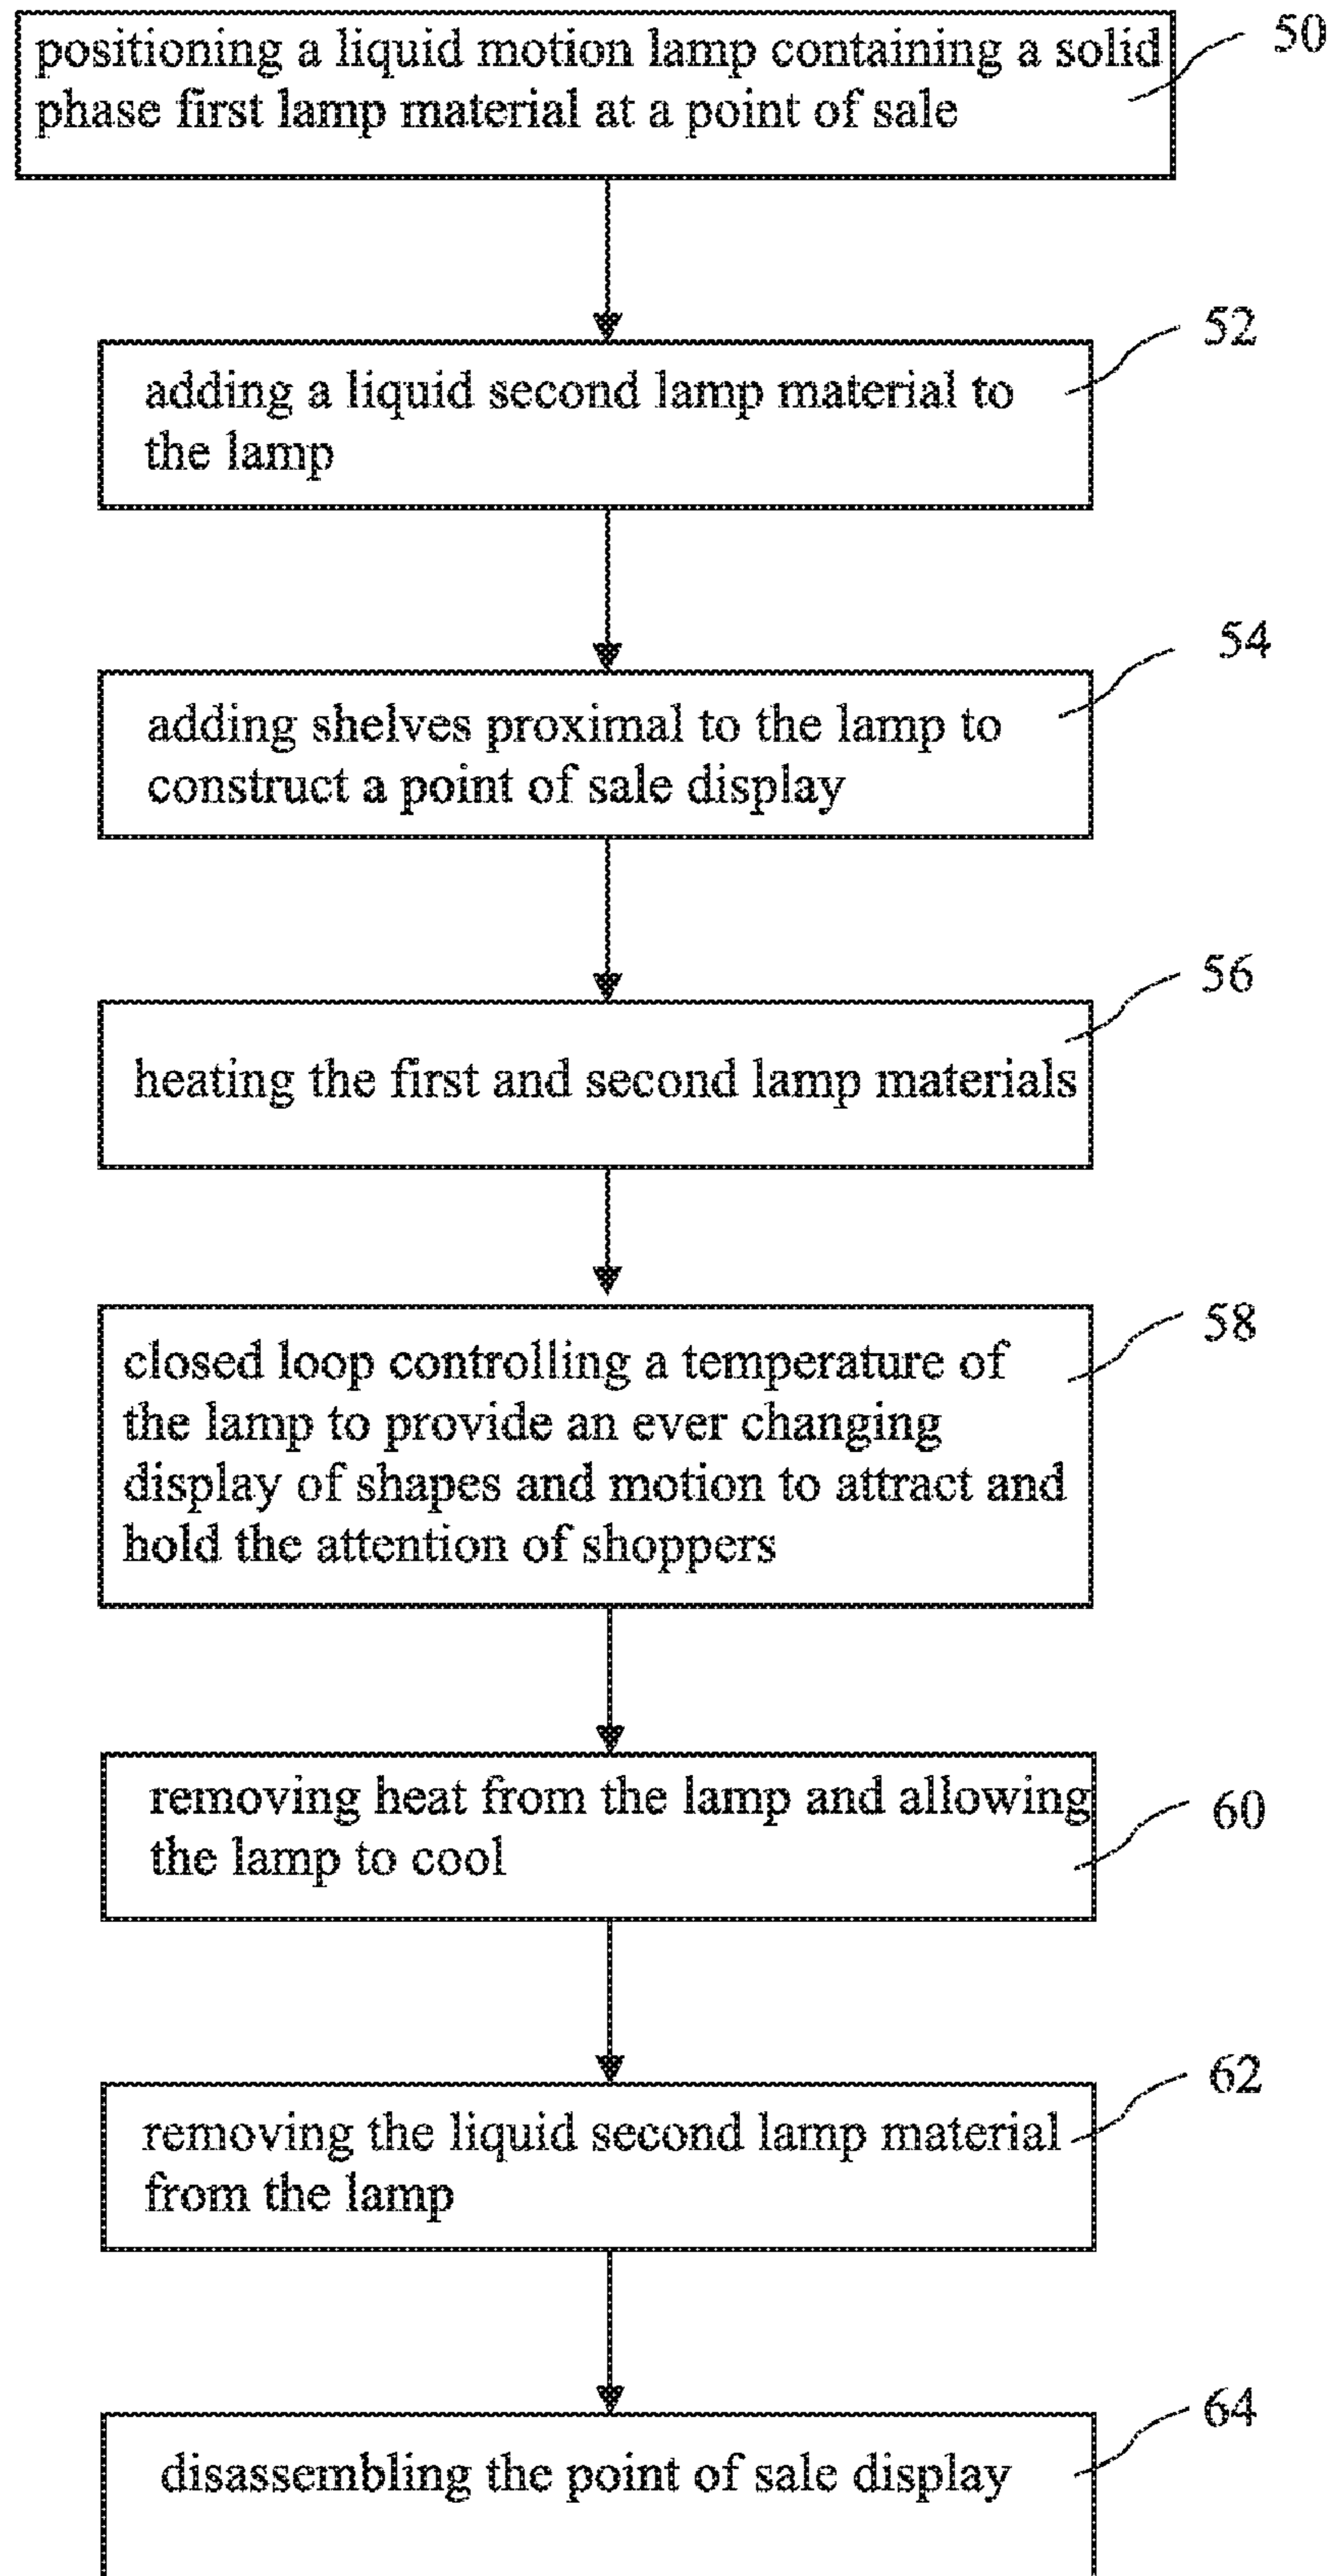 positioning a liquid motion lamp containing a solid
50
phase first lamp material at a point of sale
52
adding a liquid second lamp material to
the lamp
54
adding shelves proximal to the lamp to
construct a point of sale display
56
heating the first and second lamp materials
58
closed loop controlling a temperature of
the lamp to provide an ever changing
display of shapes and motion to attract and
hold the attention of shoppers
removing heat from the lamp and allowing
60
the lamp to cool
62
removing the liquid second lamp material
from the lamp
64
disassembling the point of sale display